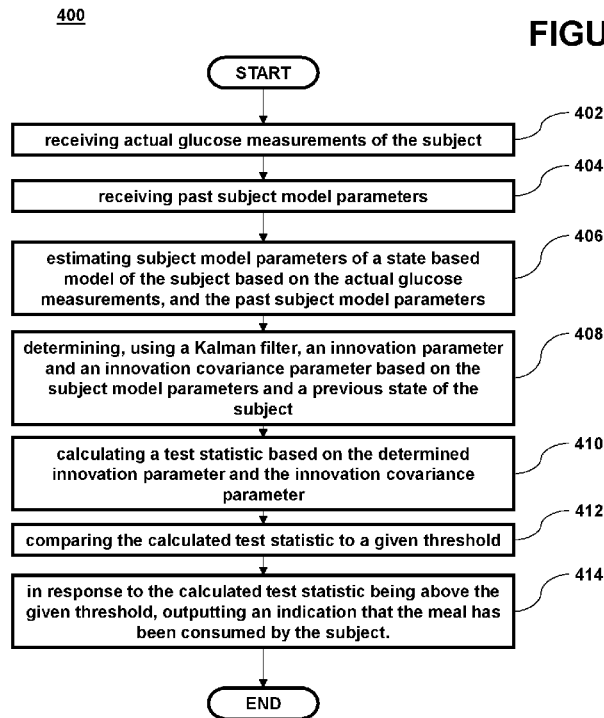 400
FIGU
START
receiving actual glucose measurements of the subject
402
receiving past subject model parameters
404
estimating subject model parameters of a state based
model of the subject based on the actual glucose
measurements, and the past subject model parameters
406
determining, using a Kalman filter, an innovation parameter
and an innovation covariance parameter based on the
subject model parameters and a previous state of the
subject
408
calculating a test statistic based on the determined
innovation parameter and the innovation covariance
parameter
410
comparing the calculated test statistic to a given threshold
412
in response to the calculated test statistic being above the
given threshold, outputting an indication that the meal has
been consumed by the subject.
414
END